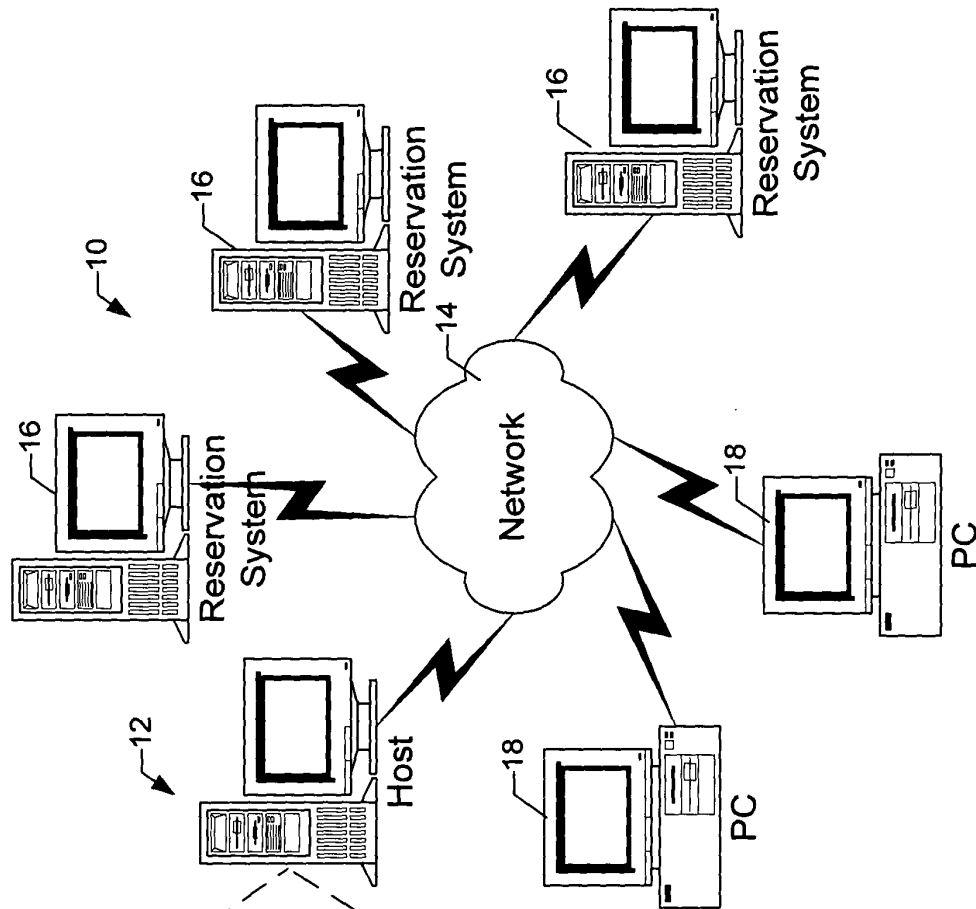 16
10
12
16
Reservation
System
Host
Reservation
System
14
Network
18
16
PC
18
Reservation
System
PC